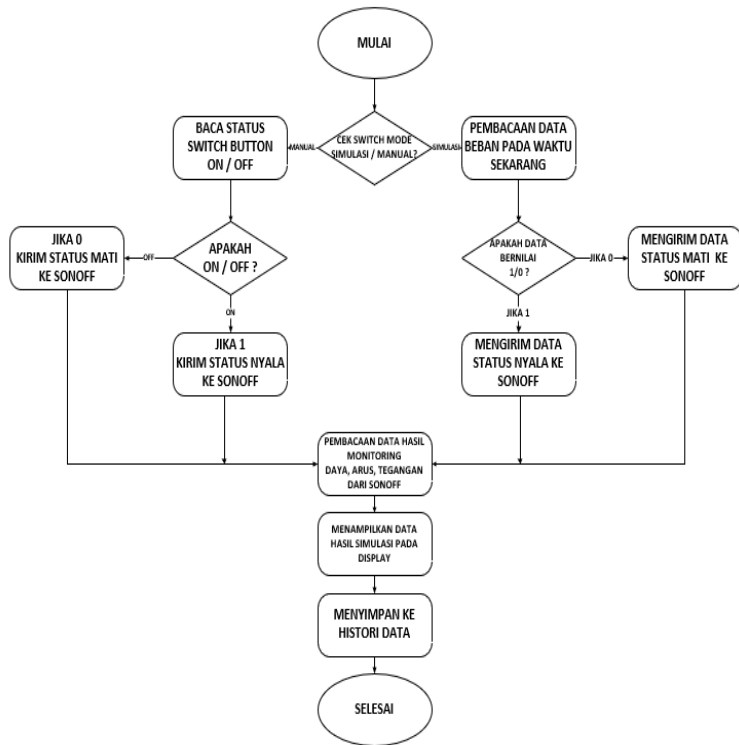 MULAI
CEK SWITCH MODE
SIMULASI / MANUAL?
MANUAL
SIMULASI
BACA STATUS
SWITCH BUTTON
ON / OFF
PEMBACAAN DATA
BEBAN PADA WAKTU
SEKARANG
JIKA 0
KIRIM STATUS MATI
KE SONOFF
OFF
APAKAH
ON / OFF ?
APAKAH DATA
BERNILAI
1/0 ?
JIKA 0
MENGIRIM DATA
STATUS MATI KE
SONOFF
ON
JIKA 1
JIKA 1
KIRIM STATUS NYALA
KE SONOFF
MENGIRIM DATA
STATUS NYALA KE
SONOFF
PEMBACAAN DATA HASIL
MONITORING
DAYA, ARUS, TEGANGAN
DARI SONOFF
MENAMPILKAN DATA
HASIL SIMULASI PADA
DISPLAY
MENYIMPAN KE
HISTORI DATA
SELESAI